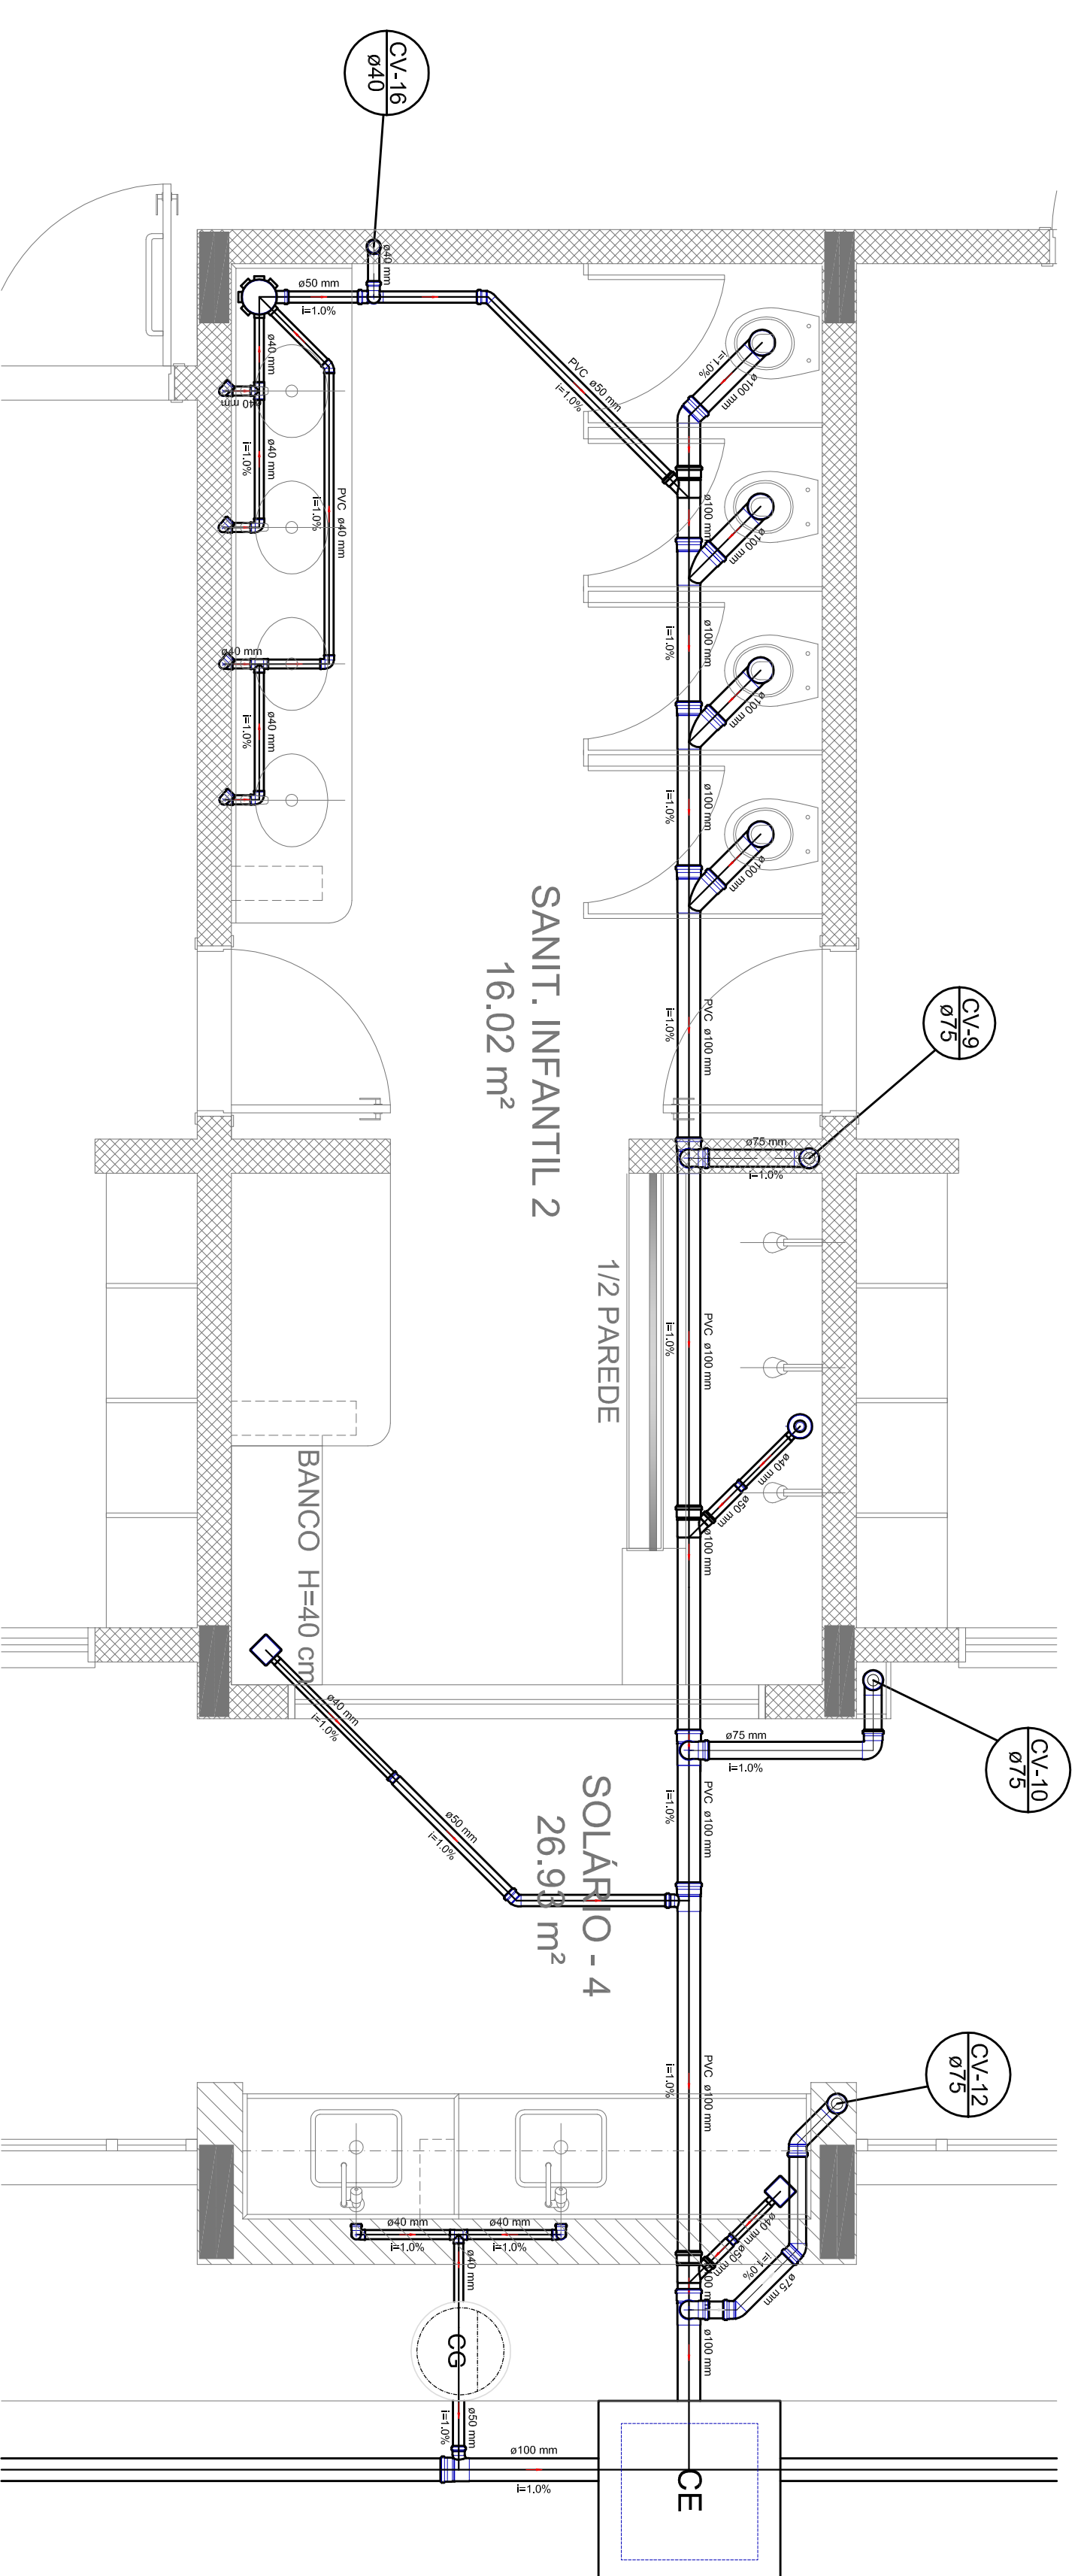 CV-16
ø40
ø40 mm
ø50 mm
i=1.0%
PVC ø50 mm
i=1.0%
i=1.0%
ø100 mm
ø40 mm
ø40 mm
ø40 mm
i=1.0%
PVC ø40 mm
i=1.0%
ø40 mm
ø40 mm
i=1.0%
ø100 mm
ø100 mm
ø100 mm
i=1.0%
ø100 mm
ø100 mm
i=1.0%
ø100 mm
SANIT. INFANTIL 2
16.02 m²
PVC ø100 mm
i=1.0%
CV-9
ø75
ø75 mm
i=1.0%
1/2 PAREDE
PVC ø100 mm
i=1.0%
ø40 mm
ø50 mm
ø100 mm
BANCO H=40 cm
ø40 mm
i=1.0%
ø50 mm
i=1.0%
CV-10
ø75
ø75 mm
i=1.0%
PVC ø100 mm
i=1.0%
SOLÁRIO - 4
26.93 m²
PVC ø100 mm
i=1.0%
CV-12
ø75
ø40 mm
ø50 mm
i=1.0%
ø75 mm
ø100 mm
ø40 mm
i=1.0%
ø40 mm
i=1.0%
ø40 mm
CG
ø50 mm
i=1.0%
ø100 mm
i=1.0%
CE